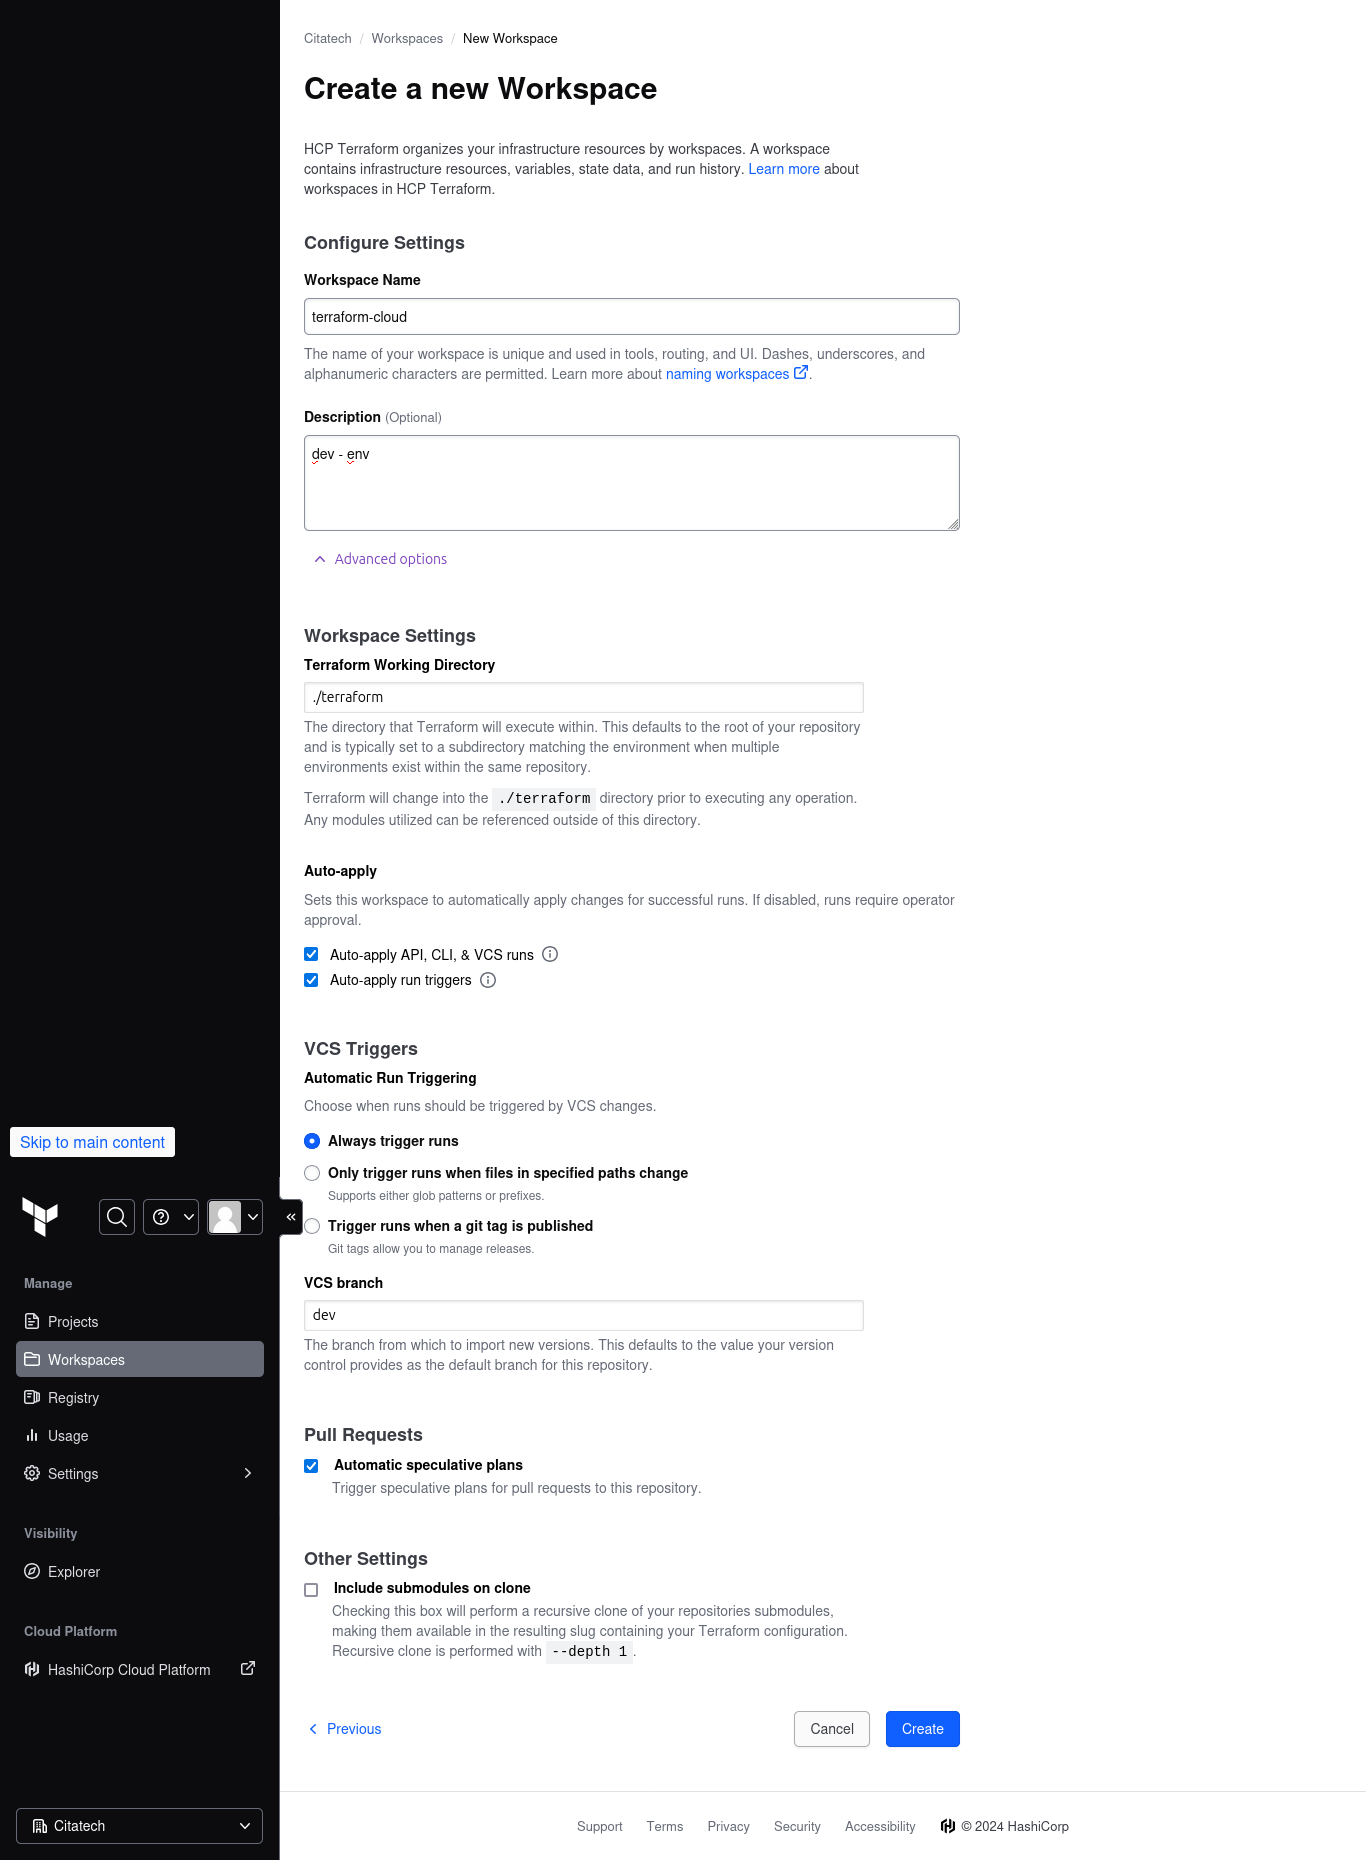 Citatech / Workspaces / New Workspace
Create a new Workspace
HCP Terraform organizes your infrastructure resources by workspaces. A workspace
contains infrastructure resources, variables, state data, and run history. Learn more about
workspaces in HCP Terraform.
Configure Settings
Workspace Name
terraform-cloud
The name of your workspace is unique and used in tools, routing, and UI. Dashes, underscores, and
alphanumeric characters are permitted. Learn more about naming workspaces .
Description (Optional)
dev - env
Advanced options
Workspace Settings
Terraform Working Directory
./terraform
The directory that Terraform will execute within. This defaults to the root of your repository
and is typically set to a subdirectory matching the environment when multiple
environments exist within the same repository.
Terraform will change into the ./terraform directory prior to executing any operation.
Any modules utilized can be referenced outside of this directory.
Auto-apply
Sets this workspace to automatically apply changes for successful runs. If disabled, runs require operator
approval.
Auto-apply API, CLI, & VCS runs
Auto-apply run triggers
VCS Triggers
Automatic Run Triggering
Choose when runs should be triggered by VCS changes.
Always trigger runs
Only trigger runs when files in specified paths change
Supports either glob patterns or prefixes.
Trigger runs when a git tag is published
Git tags allow you to manage releases.
VCS branch
dev
The branch from which to import new versions. This defaults to the value your version
control provides as the default branch for this repository.
Pull Requests
Automatic speculative plans
Trigger speculative plans for pull requests to this repository.
Other Settings
Include submodules on clone
Checking this box will perform a recursive clone of your repositories submodules,
making them available in the resulting slug containing your Terraform configuration.
Recursive clone is performed with --depth 1.
Previous
Cancel
Create
Skip to main content
Manage
Projects
Workspaces
Registry
Usage
Settings
Visibility
Explorer
Cloud Platform
HashiCorp Cloud Platform
Citatech
Support Terms Privacy Security Accessibility © 2024 HashiCorp